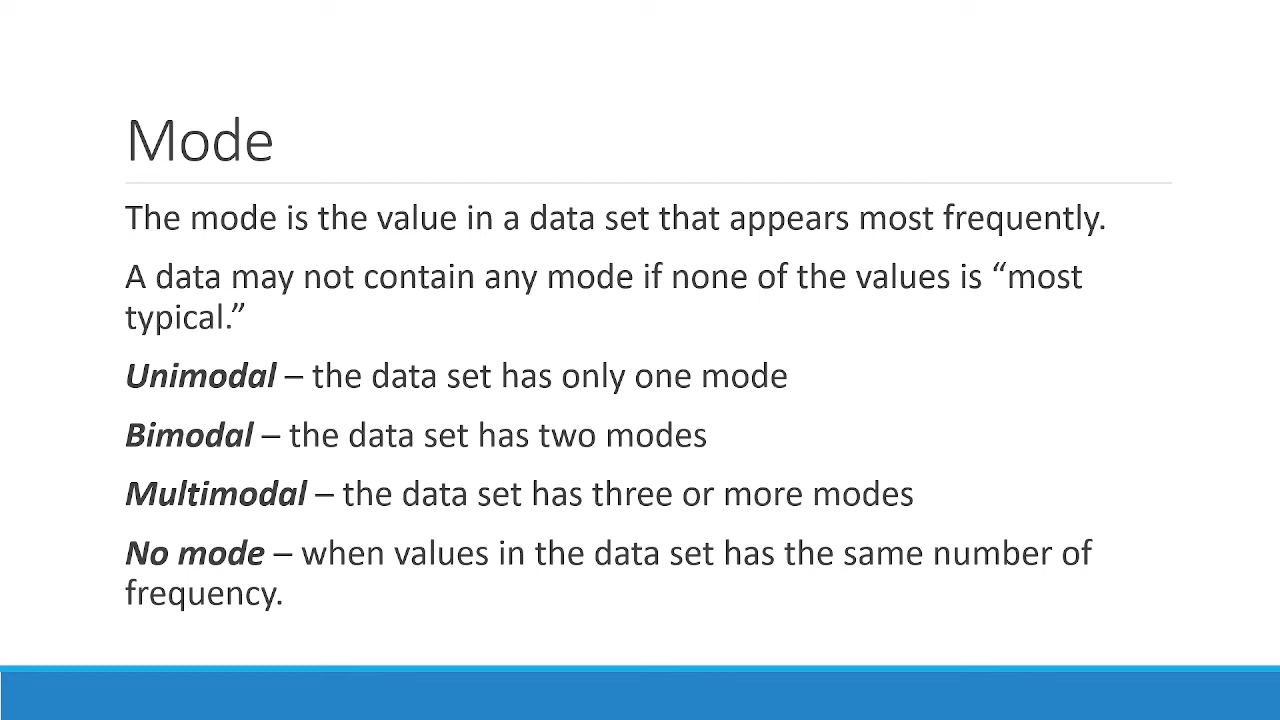 Mode
The mode is the value in a data set that appears most frequently.
A data may not contain any mode if none of the values is “most
typical.”
Unimodal – the data set has only one mode
Bimodal – the data set has two modes
Multimodal – the data set has three or more modes
No mode – when values in the data set has the same number of
frequency.